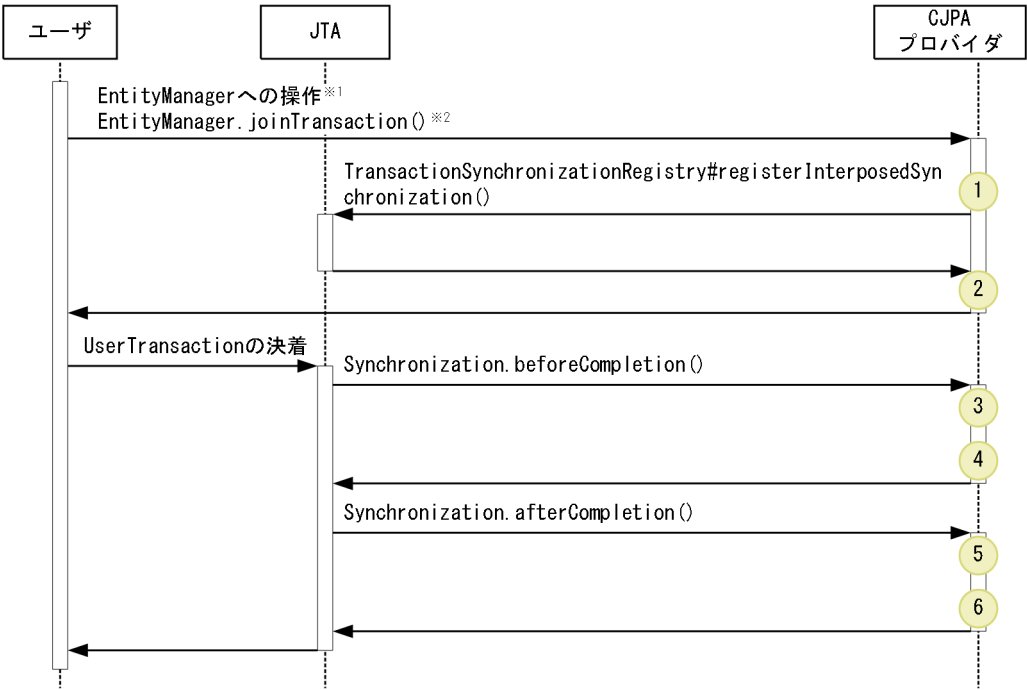 ユーザ
JTA
CJPA
プロバイダ
EntityManagerへの操作※1
EntityManager.joinTransaction()※2
TransactionSynchronizationRegistry#registerInterposedSyn
chronization()
1
2
UserTransactionの決着
Synchronization.beforeCompletion()
3
4
Synchronization.afterCompletion()
5
6